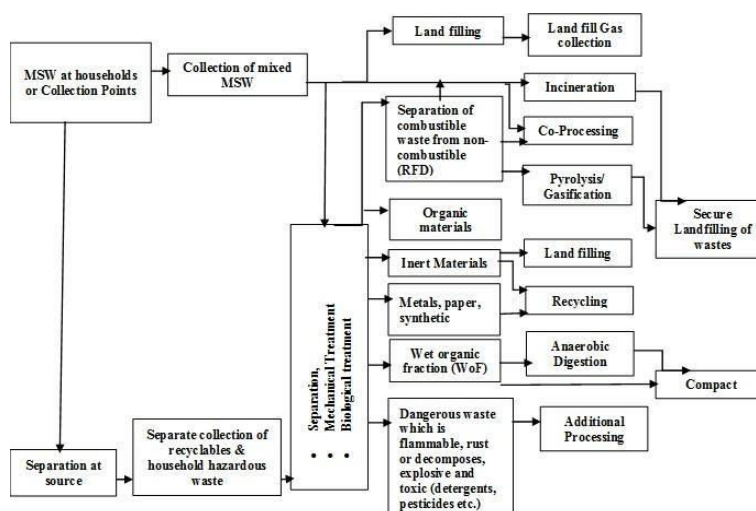 Land filling
Land fill Gas
collection
MSW at households
or Collection Points
Collection of mixed
MSW
Incineration
Separation of
combustible
waste from non-
combustible
(RFD)
Co-Processing
Pyrolysis/
Gasification
Secure
Landfilling of
wastes
Organic
materials
Inert Materials
Land filling
Metals, paper,
synthetic
Recycling
Wet organic
fraction (WoF)
Anaerobic
Digestion
Compact
Separation,
Mechanical Treatment
Biological treatment
Dangerous waste
which is
flammable, rust
or decomposes,
explosive and
toxic (detergents,
pesticides etc.)
Additional
Processing
Separation at
source
Separate collection of
recyclables &
household hazardous
waste